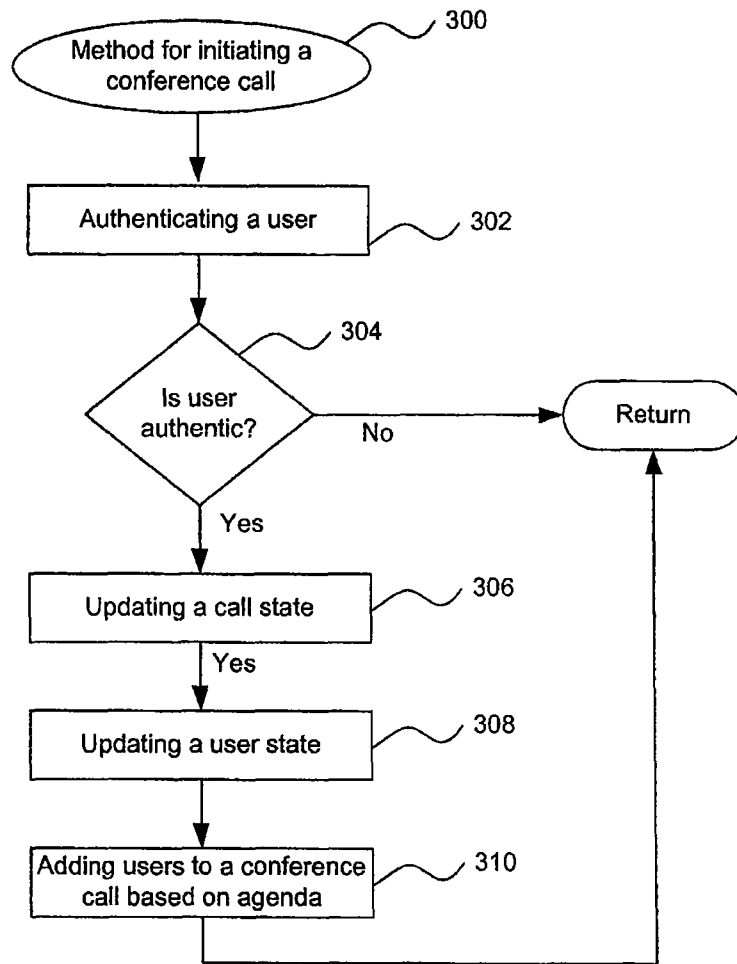 Method for initiating a
conference call
300
Authenticating a user
302
304
Is user
authentic?
No
Return
Yes
Updating a call state
306
Yes
Updating a user state
308
Adding users to a conference
call based on agenda
310